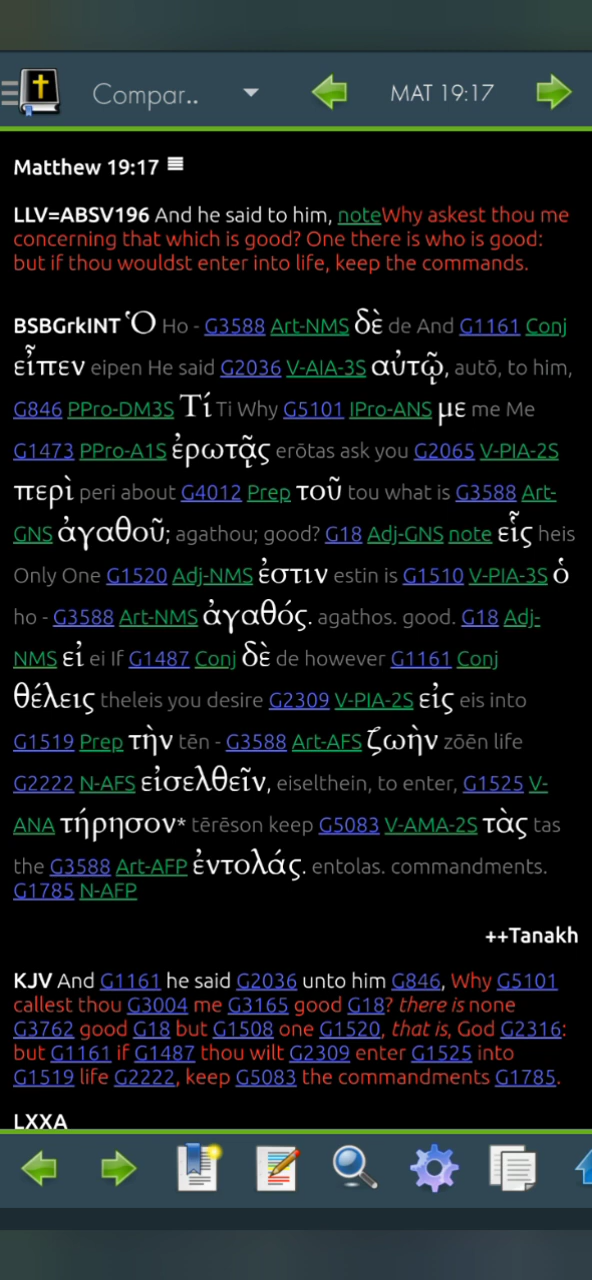 Compar..
MAT 19:17
Matthew 19:17
LLV=ABSV196 And he said to him, noteWhy askest thou me
concerning that which is good? One there is who is good:
but if thou wouldst enter into life, keep the commands.
BSBGrkINT Ὁ Ho - G3588 Art-NMS δὲ de And G1161 Conj
εἶπεν eipen He said G2036 V-AIA-3S αὐτῷ, autō, to him,
G846 PPro-DM3S Τί Ti Why G5101 IPro-ANS με me Me
G1473 PPro-A1S ἐρωτᾷς erōtas ask you G2065 V-PIA-2S
περὶ peri about G4012 Prep τοῦ tou what is G3588 Art-
GNS ἀγαθοῦ; agathou; good? G18 Adj-GNS note εἷς heis
Only One G1520 Adj-NMS ἐστιν estin is G1510 V-PIA-3S ὁ
ho - G3588 Art-NMS ἀγαθός. agathos. good. G18 Adj-
NMS εἰ ei If G1487 Conj δὲ de however G1161 Conj
θέλεις theleis you desire G2309 V-PIA-2S εἰς eis into
G1519 Prep τὴν tēn - G3588 Art-AFS ζωὴν zōēn life
G2222 N-AFS εἰσελθεῖν, eiselthein, to enter, G1525 V-
ANA τήρησον* tērēson keep G5083 V-AMA-2S τὰς tas
the G3588 Art-AFP ἐντολάς. entolas. commandments.
G1785 N-AFP
++Tanakh
KJV And G1161 he said G2036 unto him G846, Why G5101
callest thou G3004 me G3165 good G18? there is none
G3762 good G18 but G1508 one G1520, that is, God G2316:
but G1161 if G1487 thou wilt G2309 enter G1525 into
G1519 life G2222, keep G5083 the commandments G1785.
LXXA